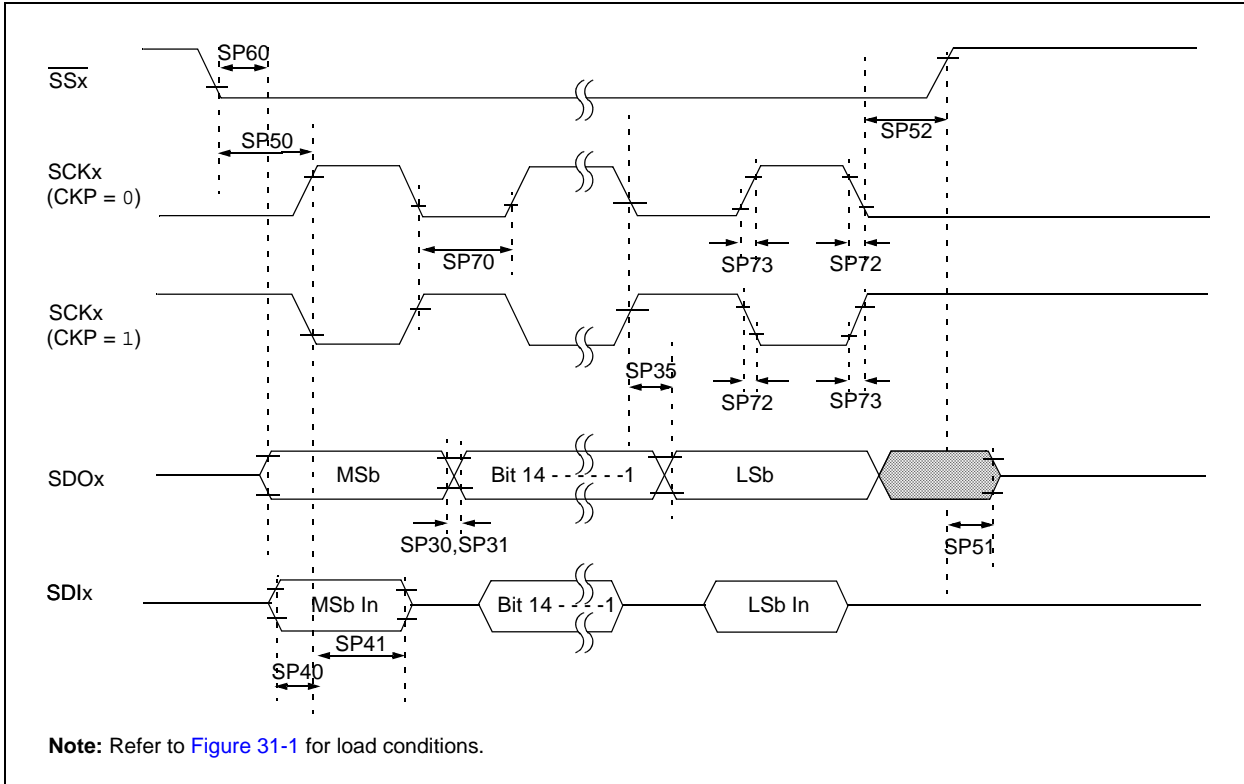 SP60
SSx
SP50
SP52
SCKx
(CKP = 0)
SP70
SP73
SP72
SCKx
(CKP = 1)
SP35
SP72
SP73
SDOx
MSb
Bit 14 - - - - - -1
LSb
SP30,SP31
SP51
SDIx
MSb In
Bit 14 - - - -1
LSb In
SP41
SP40
Note: Refer to Figure 31-1 for load conditions.